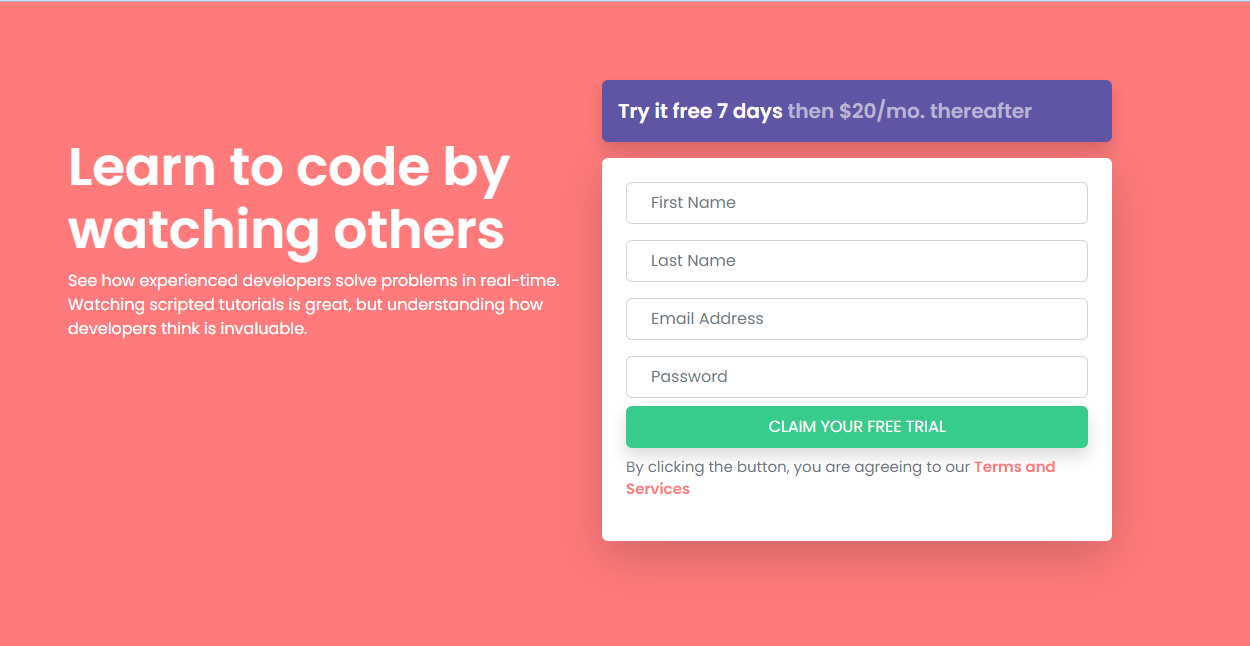 Learn to code by
watching others
See how experienced developers solve problems in real-time.
Watching scripted tutorials is great, but understanding how
developers think is invaluable.
Try it free 7 days then $20/mo. thereafter
First Name
Last Name
Email Address
Password
CLAIM YOUR FREE TRIAL
By clicking the button, you are agreeing to our Terms and
Services